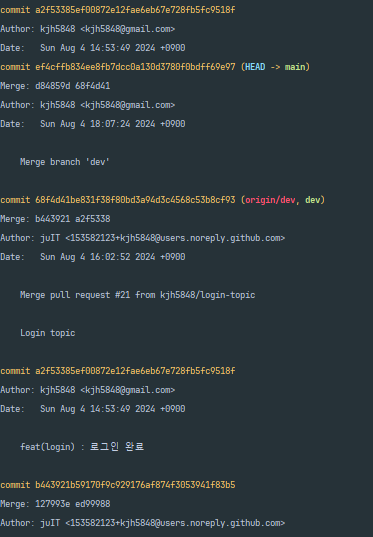 commit a2f53385ef00872e12fae6eb67e728fb5fc9518f
Author: kjh5848 <kjh5848@gmail.com>
Date:   Sun Aug 4 14:53:49 2024 +0900
commit ef4cffb834ee8fb7dcc0a130d3780f0bdff69e97 (HEAD -> main)
Merge: d84859d 68f4d41
Author: kjh5848 <kjh5848@gmail.com>
Date:   Sun Aug 4 18:07:24 2024 +0900
Merge branch 'dev'
commit 68f4d41be831f38f80bd3a94d3c4568c53b8cf93 (origin/dev, dev)
Merge: b443921 a2f5338
Author: juIT <153582123+kjh5848@users.noreply.github.com>
Date:   Sun Aug 4 16:02:52 2024 +0900
Merge pull request #21 from kjh5848/login-topic
Login topic
commit a2f53385ef00872e12fae6eb67e728fb5fc9518f
Author: kjh5848 <kjh5848@gmail.com>
Date:   Sun Aug 4 14:53:49 2024 +0900
feat(login) : 로그인 완료
commit b443921b59170f9c929176af874f3053941f83b5
Merge: 127993e ed99988
Author: juIT <153582123+kjh5848@users.noreply.github.com>